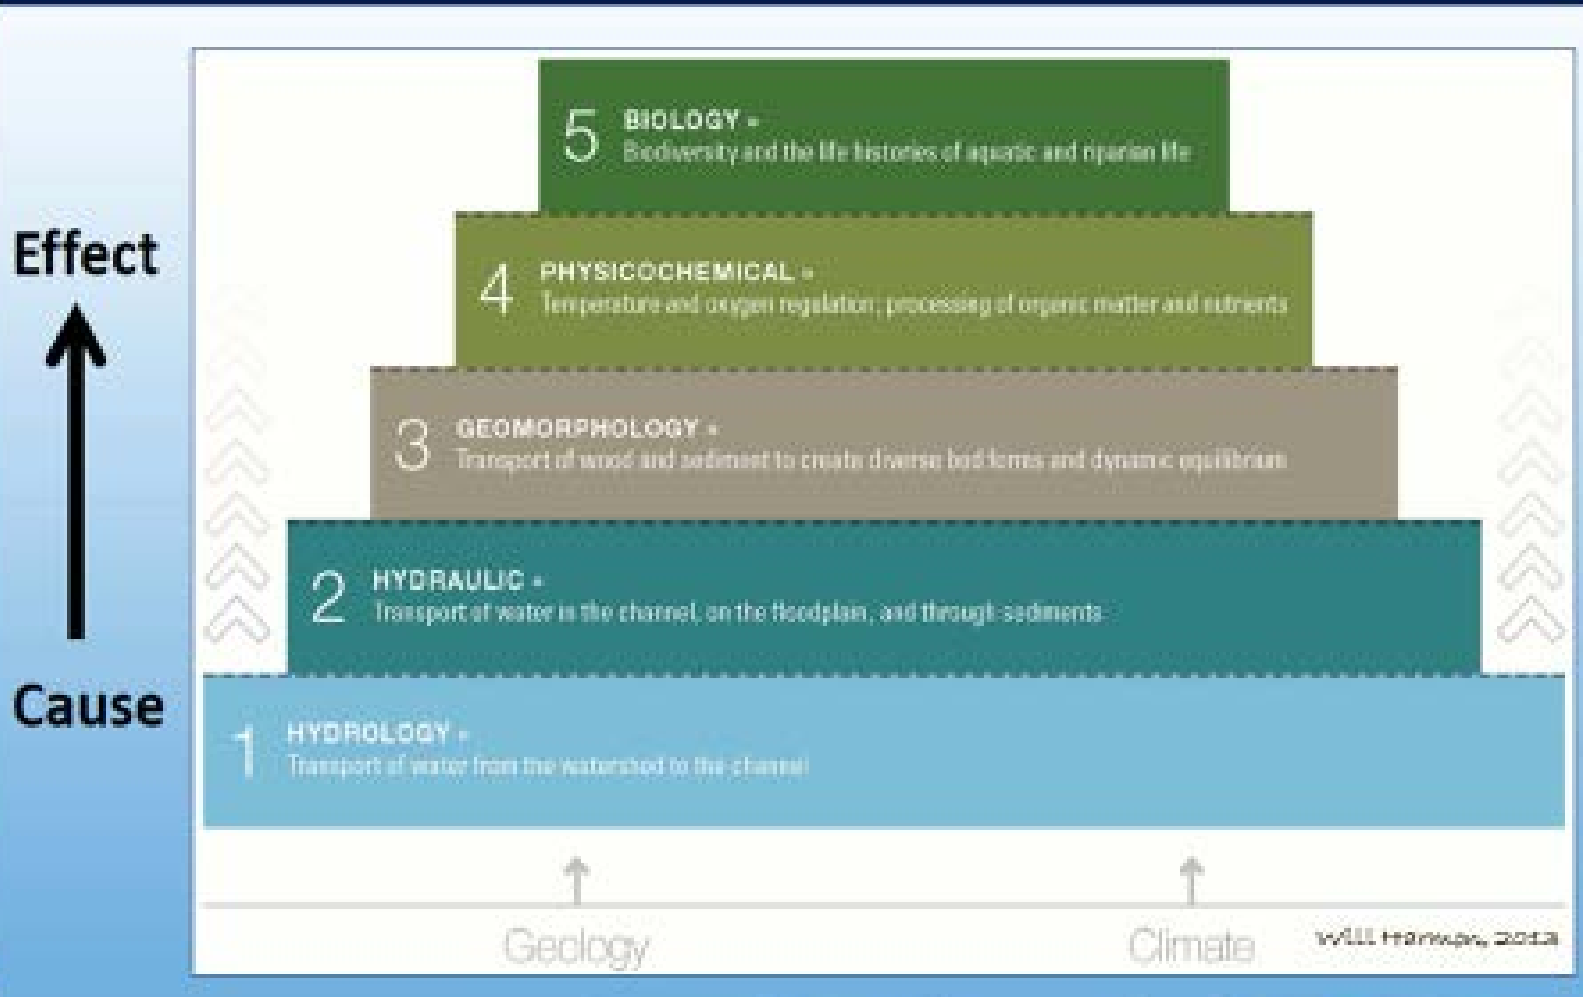 5
BIOLOGY »
Biodiversity and the life histories of aquatic and riparian life
4
PHYSICOCHEMICAL »
Temperature and oxygen regulation; processing of organic matter and nutrients
Effect
3
GEOMORPHOLOGY »
Transport of wood and sediment to create diverse bed forms and dynamic equilibrium
2
HYDRAULIC »
Transport of water in the channel, on the floodplain, and through sediments
Cause
1
HYDROLOGY »
Transport of water from the watershed to the channel
Geology
Climate
Will Harman, 2012